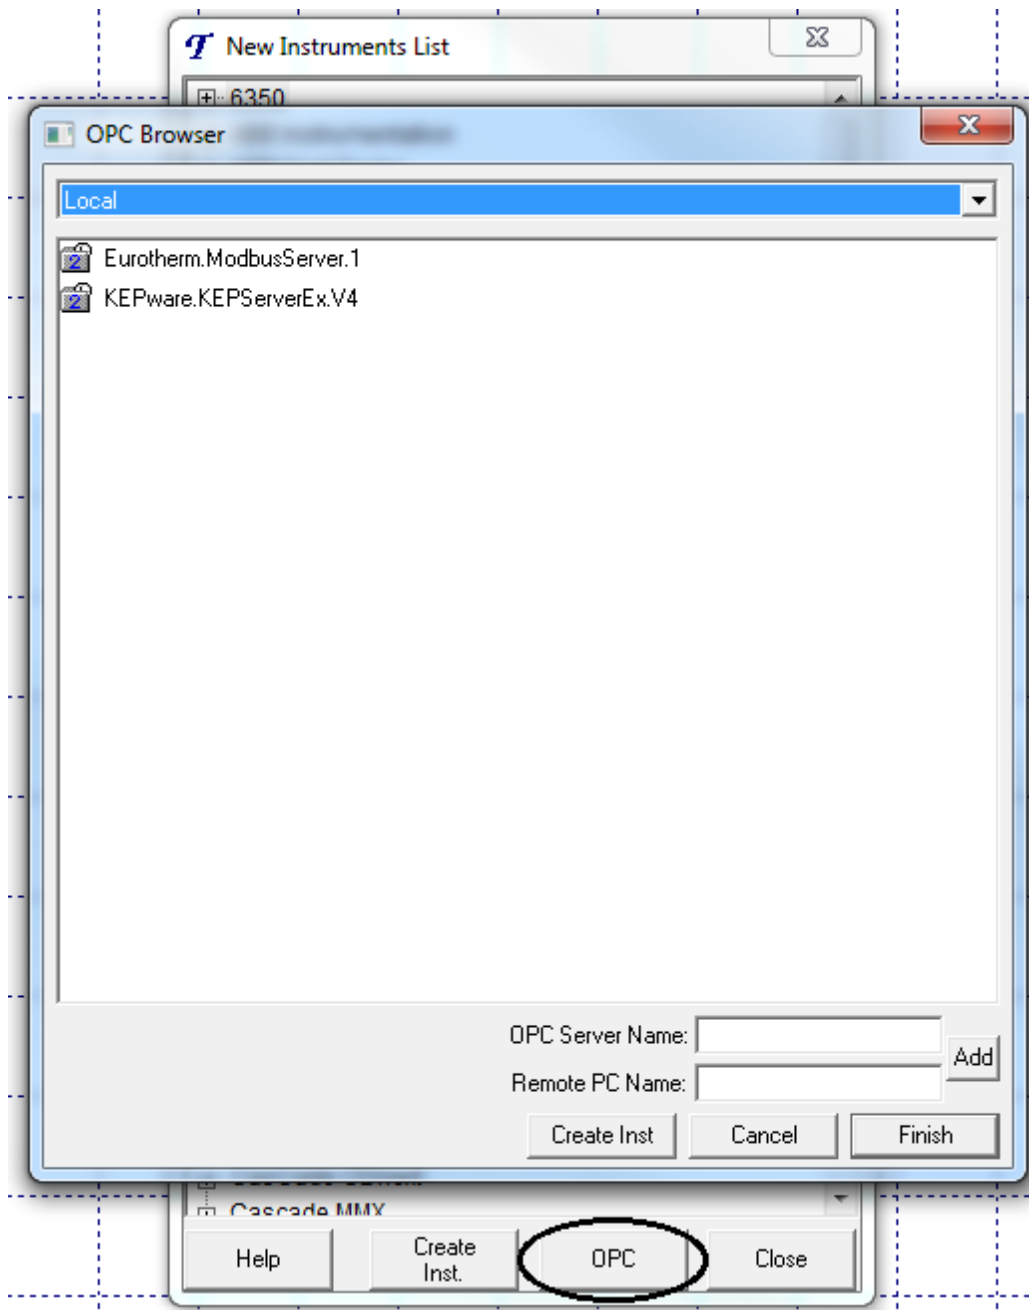 New Instruments List
6350
OPC Browser
Local
Eurotherm.ModbusServer.1
KEPware.KEPServerEx.V4
OPC Server Name:
Add
Remote PC Name:
Create Inst
Cancel
Finish
Cascade MMX
Help
Create
Inst.
OPC
Close